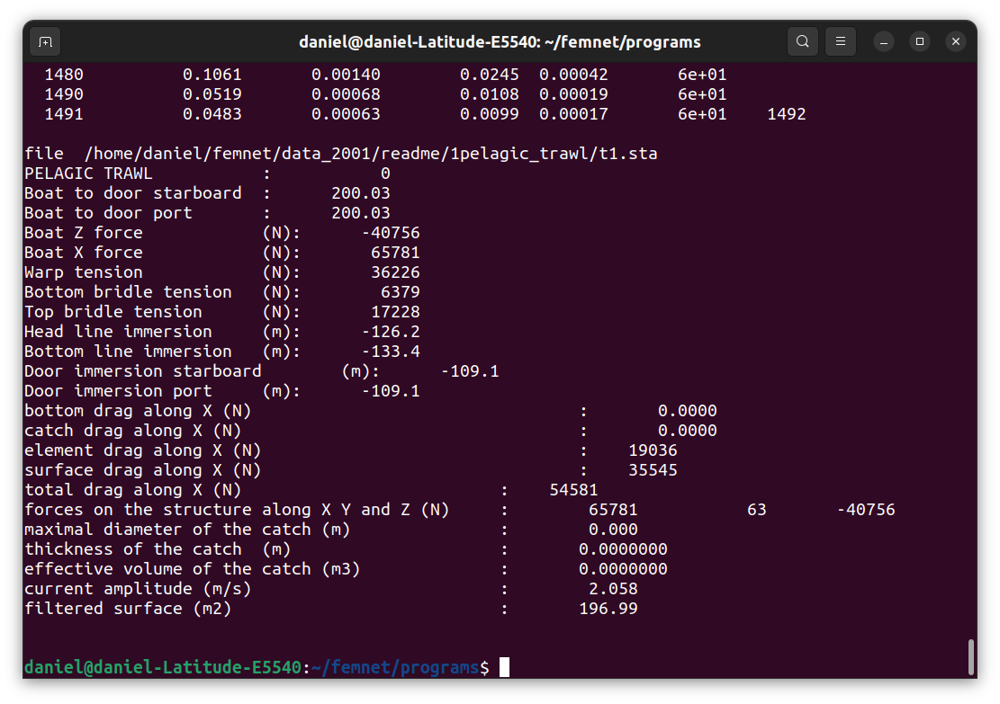 daniel@daniel-Latitude-E5540: ~/femnet/programs
1480 0.1061 0.00140 0.0245 0.00042 6e+01
1490 0.0519 0.00068 0.0108 0.00019 6e+01
1491 0.0483 0.00063 0.0099 0.00017 6e+01 1492
file /home/daniel/femnet/data_2001/readme/1pelagic_trawl/t1.sta
PELAGIC TRAWL : 0
Boat to door starboard : 200.03
Boat to door port : 200.03
Boat Z force (N): -40756
Boat X force (N): 65781
Warp tension (N): 36226
Bottom bridle tension (N): 6379
Top bridle tension (N): 17228
Head line immersion (m): -126.2
Bottom line immersion (m): -133.4
Door immersion starboard (m): -109.1
Door immersion port (m): -109.1
bottom drag along X (N) : 0.0000
catch drag along X (N) : 0.0000
element drag along X (N) : 19036
surface drag along X (N) : 35545
total drag along X (N) : 54581
forces on the structure along X Y and Z (N) : 65781 63 -40756
maximal diameter of the catch (m) : 0.000
thickness of the catch (m) : 0.0000000
effective volume of the catch (m3) : 0.0000000
current amplitude (m/s) : 2.058
filtered surface (m2) : 196.99
daniel@daniel-Latitude-E5540:~/femnet/programs$